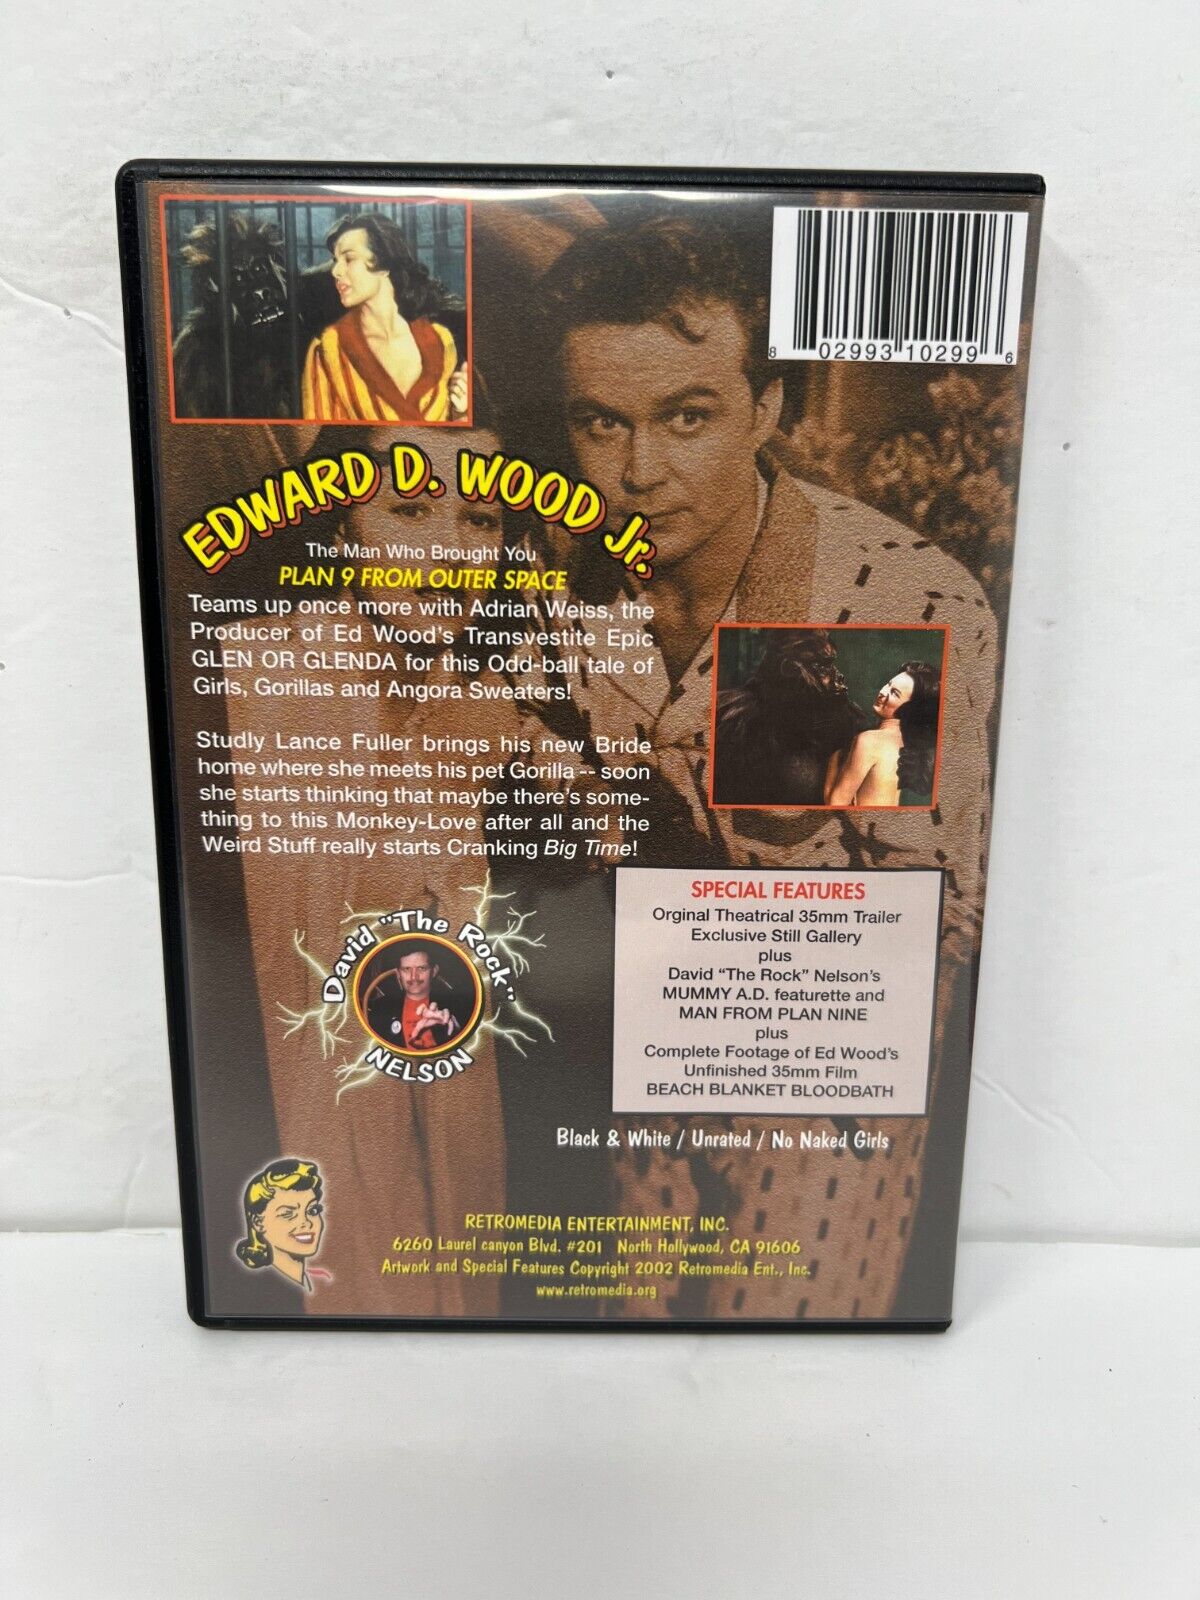 8 02993 10299 6
EDWARD D. WOOD Jr.
The Man Who Brought You
PLAN 9 FROM OUTER SPACE
Teams up once more with Adrian Weiss, the
Producer of Ed Wood's Transvestite Epic
GLEN OR GLENDA for this Odd-ball tale of
Girls, Gorillas and Angora Sweaters!
Studly Lance Fuller brings his new Bride
home where she meets his pet Gorilla -- soon
she starts thinking that maybe there's some-
thing to this Monkey-Love after all and the
Weird Stuff really starts Cranking Big Time!
David "The Rock"
NELSON
SPECIAL FEATURES
Orginal Theatrical 35mm Trailer
Exclusive Still Gallery
plus
David "The Rock" Nelson's
MUMMY A.D. featurette and
MAN FROM PLAN NINE
plus
Complete Footage of Ed Wood's
Unfinished 35mm Film
BEACH BLANKET BLOODBATH
Black & White / Unrated / No Naked Girls
RETROMEDIA ENTERTAINMENT, INC.
6260 Laurel canyon Blvd. #201 North Hollywood, CA 91606
Artwork and Special Features Copyright 2002 Retromedia Ent., Inc.
www.retromedia.org